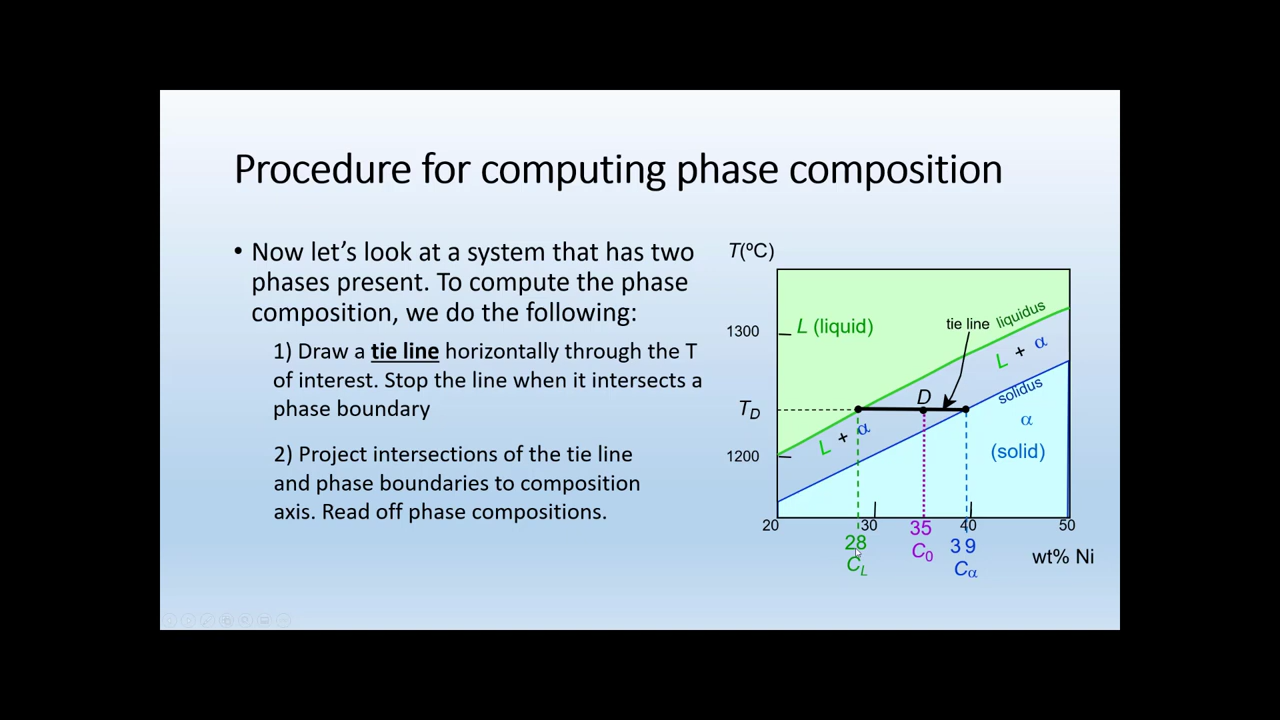 Procedure for computing phase composition
• Now let's look at a system that has two
phases present. To compute the phase
composition, we do the following:
1) Draw a tie line horizontally through the T
of interest. Stop the line when it intersects a
phase boundary
2) Project intersections of the tie line
and phase boundaries to composition
axis. Read off phase compositions.
T(ºC)
1300
L (liquid)
tie line
liquidus
L + α
solidus
T_D
D
α
(solid)
L + α
1200
20
30
40
50
28
35
39
C_L
C_0
C_α
wt% Ni